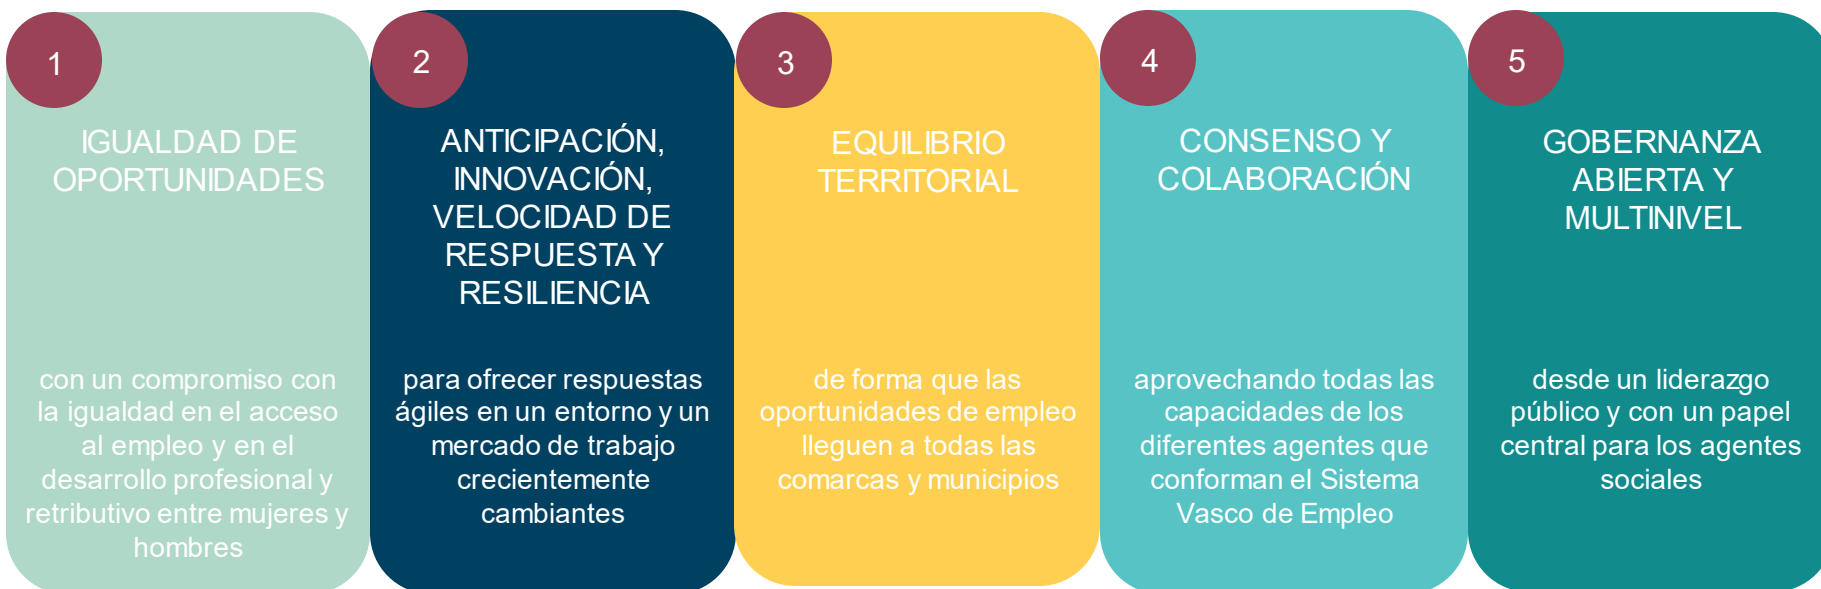 1
IGUALDAD DE
OPORTUNIDADES
con un compromiso con
la igualdad en el acceso
al empleo y en el
desarrollo profesional y
retributivo entre mujeres y
hombres
2
ANTICIPACIÓN,
INNOVACIÓN,
VELOCIDAD DE
RESPUESTA Y
RESILIENCIA
para ofrecer respuestas
ágiles en un entorno y un
mercado de trabajo
crecientemente
cambiantes
3
EQUILIBRIO
TERRITORIAL
de forma que las
oportunidades de empleo
lleguen a todas las
comarcas y municipios
4
CONSENSO Y
COLABORACIÓN
aprovechando todas las
capacidades de los
diferentes agentes que
conforman el Sistema
Vasco de Empleo
5
GOBERNANZA
ABIERTA Y
MULTINIVEL
desde un liderazgo
público y con un papel
central para los agentes
sociales